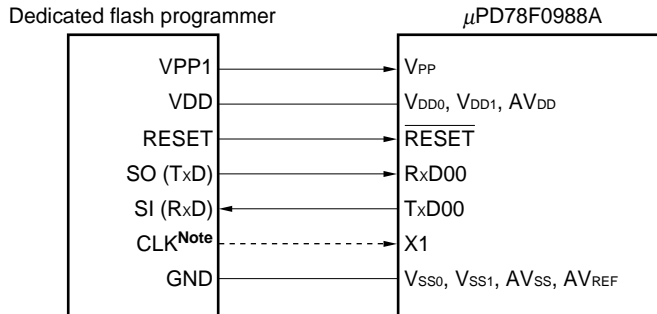 Dedicated flash programmer µPD78F0988A
VPP1 VPP
VDD VDD0, VDD1, AVDD
RESET RESET
SO (TxD) RxD00
SI (RxD) TxD00
CLKNote X1
GND VSS0, VSS1, AVSS, AVREF